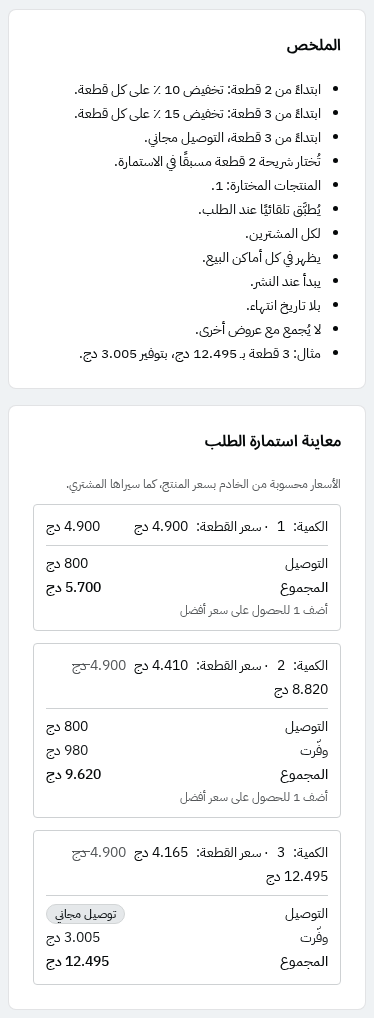 الملخص
ابتداءً من 2 قطعة: تخفيض 10 ٪ على كل قطعة.
ابتداءً من 3 قطعة: تخفيض 15 ٪ على كل قطعة.
ابتداءً من 3 قطعة، التوصيل مجاني.
تُختار شريحة 2 قطعة مسبقًا في الاستمارة.
المنتجات المختارة: 1.
يُطبَّق تلقائيًا عند الطلب.
لكل المشترين.
يظهر في كل أماكن البيع.
يبدأ عند النشر.
بلا تاريخ انتهاء.
لا يُجمع مع عروض أخرى.
مثال: 3 قطعة بـ 12.495 دج، بتوفير 3.005 دج.
معاينة استمارة الطلب
الأسعار محسوبة من الخادم بسعر المنتج، كما سيراها المشتري.
الكمية: 1 · سعر القطعة: 4.900 دج 4.900 دج
التوصيل 800 دج
المجموع 5.700 دج
أضف 1 للحصول على سعر أفضل
الكمية: 2 · سعر القطعة: 4.410 دج 4.900 دج
8.820 دج
التوصيل 800 دج
وفّرت 980 دج
المجموع 9.620 دج
أضف 1 للحصول على سعر أفضل
الكمية: 3 · سعر القطعة: 4.165 دج 4.900 دج
12.495 دج
التوصيل توصيل مجاني
وفّرت 3.005 دج
المجموع 12.495 دج